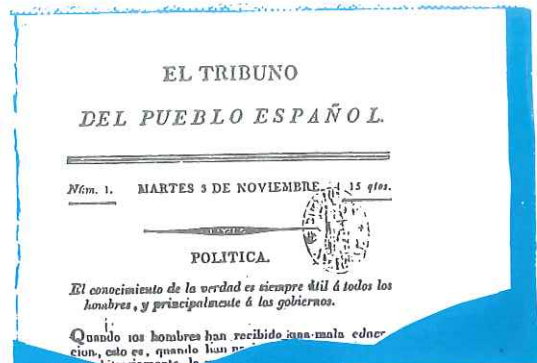 EL TRIBUNO
DEL PUEBLO ESPAÑOL.
Núm. 1. MARTES 3 DE NOVIEMBRE. 15 qtos.
POLITICA.
El conocimiento de la verdad es siempre útil á todos los
hombres, y principalmente á los gobiernos.
Quando los hombres han recibido una mala educa-
cion, esto es, quando han